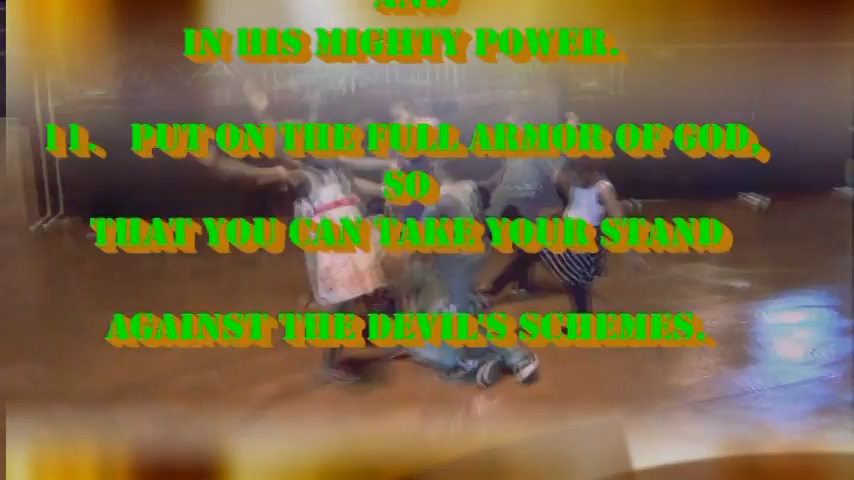 AND
IN HIS MIGHTY POWER.
11. PUT ON THE FULL ARMOR OF GOD,
SO
THAT YOU CAN TAKE YOUR STAND
AGAINST THE DEVIL'S SCHEMES.